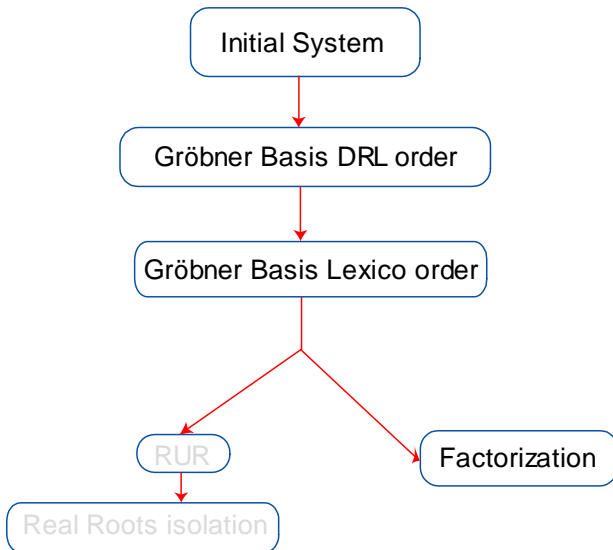 Initial System
Gröbner Basis DRL order
Gröbner Basis Lexico order
RUR
Factorization
Real Roots isolation